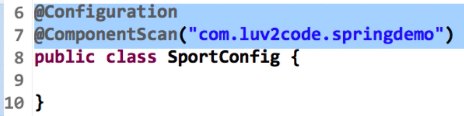 6 @Configuration
7 @ComponentScan("com.luv2code.springdemo")
8 public class SportConfig {
9
10 }